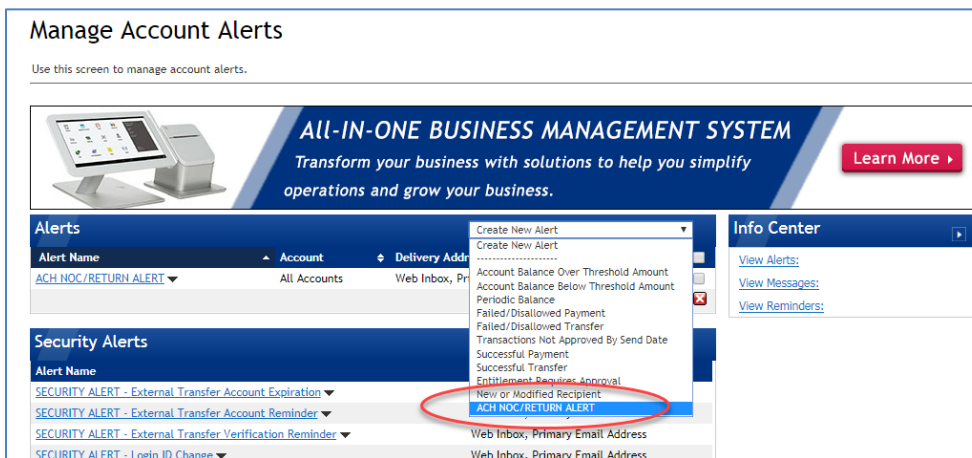 Manage Account Alerts
Use this screen to manage account alerts.
All-IN-ONE BUSINESS MANAGEMENT SYSTEM
Transform your business with solutions to help you simplify
operations and grow your business.
Learn More
Alerts
Create New Alert
Alert Name Account Delivery Addr
ACH NOC/RETURN ALERT All Accounts Web Inbox, Pri
Create New Alert
--------------------
Account Balance Over Threshold Amount
Account Balance Below Threshold Amount
Periodic Balance
Failed/Disallowed Payment
Failed/Disallowed Transfer
Transactions Not Approved By Send Date
Successful Payment
Successful Transfer
Entitlement Requires Approval
New or Modified Recipient
ACH NOC/RETURN ALERT
Info Center
View Alerts:
View Messages:
View Reminders:
Security Alerts
Alert Name
SECURITY ALERT - External Transfer Account Expiration
SECURITY ALERT - External Transfer Account Reminder
SECURITY ALERT - External Transfer Verification Reminder Web Inbox, Primary Email Address
SECURITY ALERT - Login ID Change Web Inbox, Primary Email Address